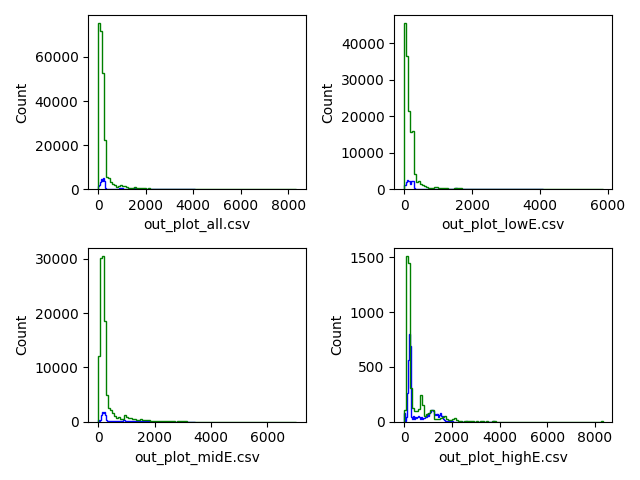 Count
60000
40000
20000
0
0 2000 4000 6000 8000
out_plot_all.csv
Count
40000
30000
20000
10000
0
0 2000 4000 6000
out_plot_lowE.csv
Count
30000
20000
10000
0
0 2000 4000 6000
out_plot_midE.csv
Count
1500
1000
500
0
0 2000 4000 6000 8000
out_plot_highE.csv